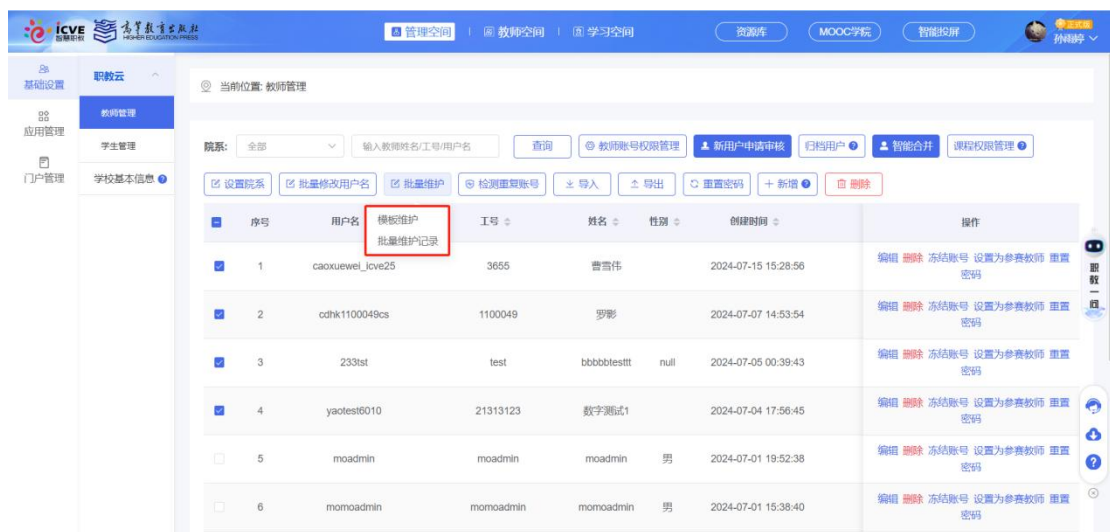 icve 智慧职教 高等教育出版社 HIGHER EDUCATION PRESS 管理空间 教师空间 学习空间 资源库 MOOC学院 智能投屏 正式版 孙雨婷
基础设置
应用管理
门户管理
职教云
教师管理
学生管理
学校基本信息
当前位置: 教师管理
院系: 全部 输入教师姓名/工号/用户名 查询 教师账号权限管理 新用户申请审核 归档用户 智能合并 课程权限管理
设置院系 批量修改用户名 批量维护 检测重复账号 导入 导出 重置密码 新增 删除
模板维护
批量维护记录
序号 用户名 工号 姓名 性别 创建时间 操作
1 caoxuewei_icve25 3655 曹雪伟 2024-07-15 15:28:56 编辑 删除 冻结账号 设置为参赛教师 重置密码
2 cdhk1100049cs 1100049 罗影 2024-07-07 14:53:54 编辑 删除 冻结账号 设置为参赛教师 重置密码
3 233tst test bbbbbtesttt null 2024-07-05 00:39:43 编辑 删除 冻结账号 设置为参赛教师 重置密码
4 yaotest6010 21313123 数字测试1 2024-07-04 17:56:45 编辑 删除 冻结账号 设置为参赛教师 重置密码
5 moadmin moadmin moadmin 男 2024-07-01 19:52:38 编辑 删除 冻结账号 设置为参赛教师 重置密码
6 momoadmin momoadmin momoadmin 男 2024-07-01 15:38:40 编辑 删除 冻结账号 设置为参赛教师 重置密码
职教一问